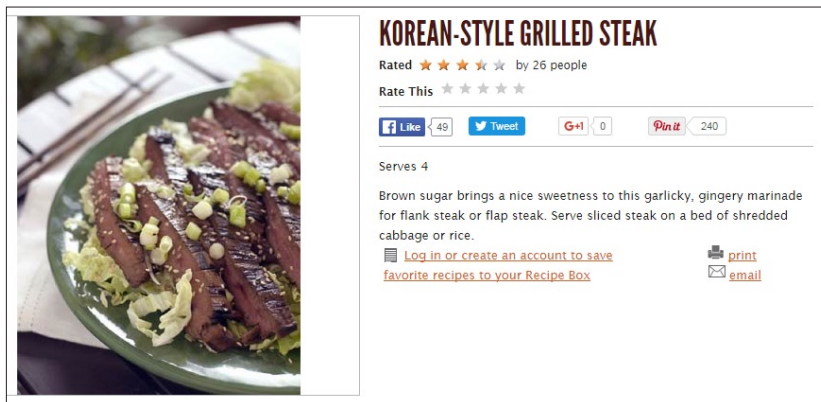 KOREAN-STYLE GRILLED STEAK
Rated by 26 people
Rate This
Like 49 Tweet G+1 0 Pin it 240
Serves 4
Brown sugar brings a nice sweetness to this garlicky, gingery marinade
for flank steak or flap steak. Serve sliced steak on a bed of shredded
cabbage or rice.
Log in or create an account to save print
favorite recipes to your Recipe Box email